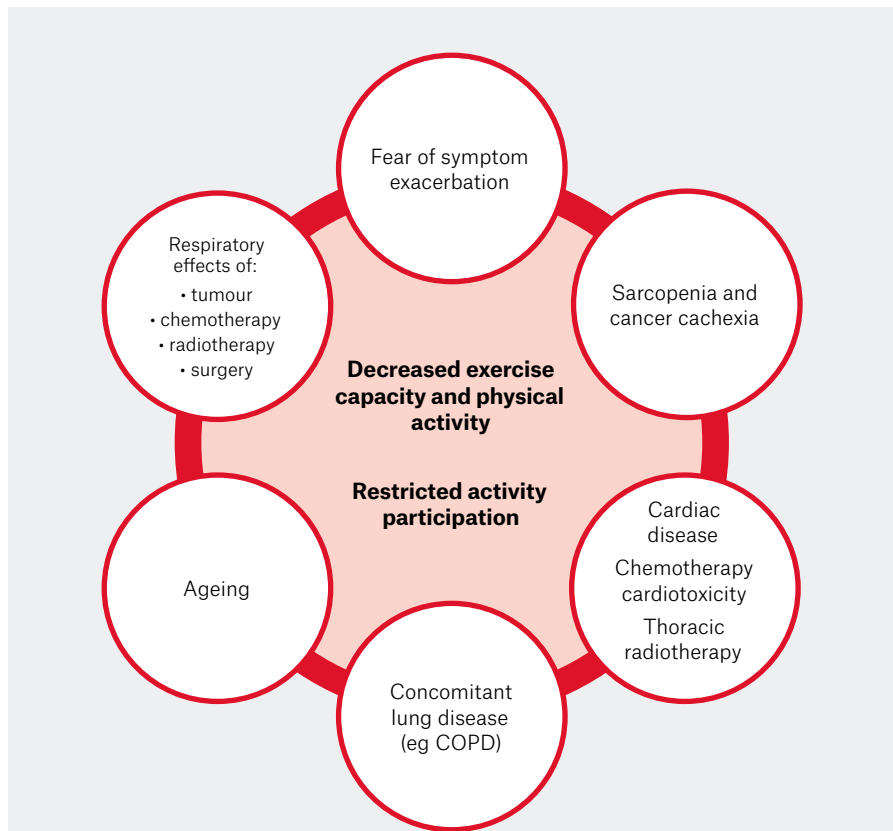 Fear of symptom
exacerbation
Respiratory
effects of:
• tumour
• chemotherapy
• radiotherapy
• surgery
Sarcopenia and
cancer cachexia
Decreased exercise
capacity and physical
activity
Restricted activity
participation
Ageing
Cardiac
disease
Chemotherapy
cardiotoxicity
Thoracic
radiotherapy
Concomitant
lung disease
(eg COPD)